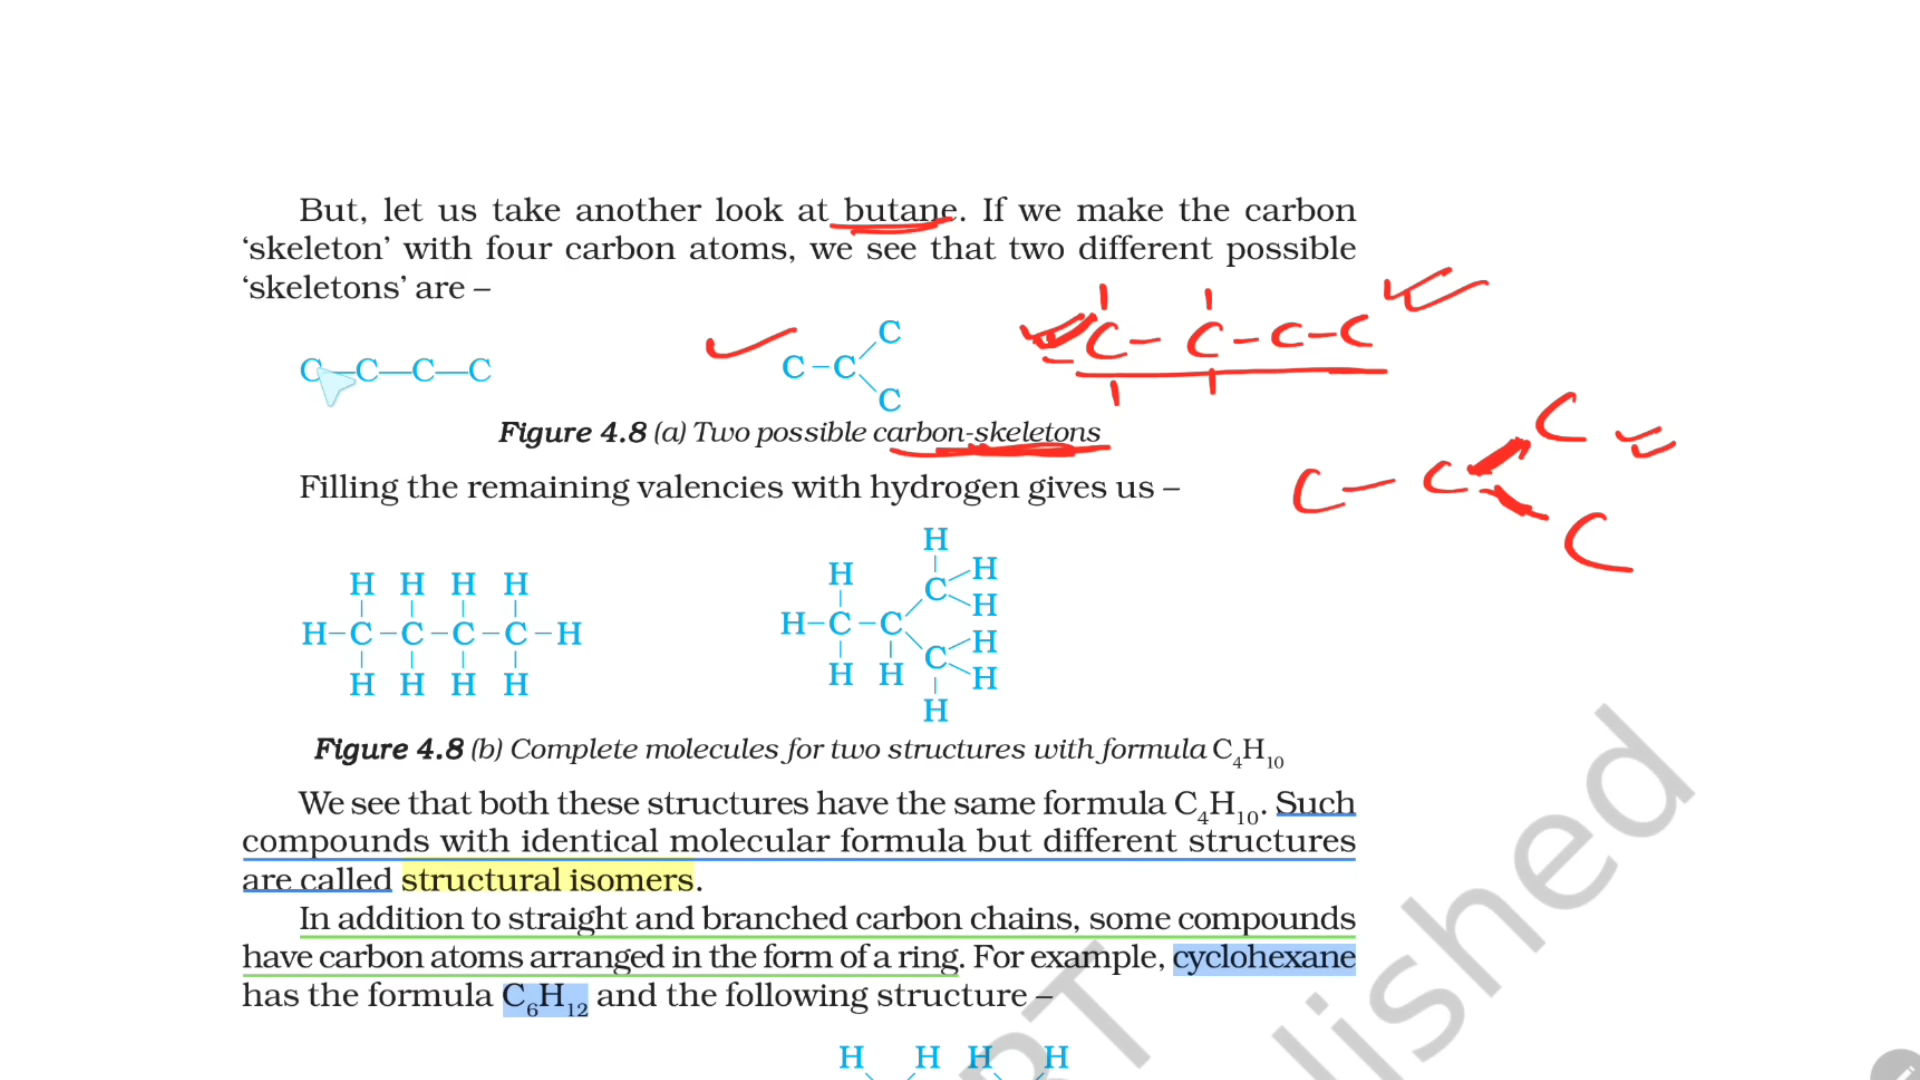 But, let us take another look at butane. If we make the carbon
‘skeleton’ with four carbon atoms, we see that two different possible
‘skeletons’ are –
C—C—C—C
C
C – C
C
C – C – C – C
C
C – C
C
Figure 4.8 (a) Two possible carbon-skeletons
Filling the remaining valencies with hydrogen gives us –
H H H H
H–C–C–C–C–H
H H H H
H
H H
C H
H–C–C
C H
H H H
H
Figure 4.8 (b) Complete molecules for two structures with formula C₄H₁₀
We see that both these structures have the same formula C₄H₁₀. Such
compounds with identical molecular formula but different structures
are called structural isomers.
In addition to straight and branched carbon chains, some compounds
have carbon atoms arranged in the form of a ring. For example, cyclohexane
has the formula C₆H₁₂ and the following structure –
H H H H
lished